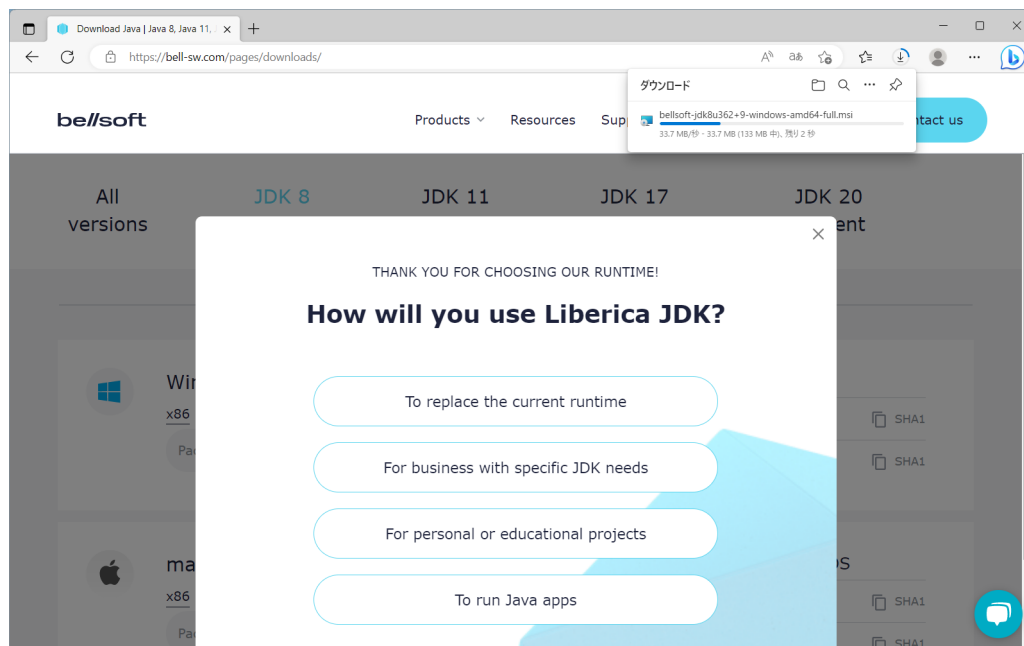 Download Java | Java 8, Java 11,
https://bell-sw.com/pages/downloads/
ダウンロード
bellsoft-jdk8u362+9-windows-amd64-full.msi
33.7 MB/秒 - 33.7 MB (133 MB 中)、残り 2 秒
bellsoft
Products
Resources
Sup
ntact us
All versions
JDK 8
JDK 11
JDK 17
JDK 20
ent
THANK YOU FOR CHOOSING OUR RUNTIME!
How will you use Liberica JDK?
To replace the current runtime
For business with specific JDK needs
For personal or educational projects
To run Java apps
Win
x86
Pac
SHA1
SHA1
ma
OS
x86
SHA1
Pac
SHA1